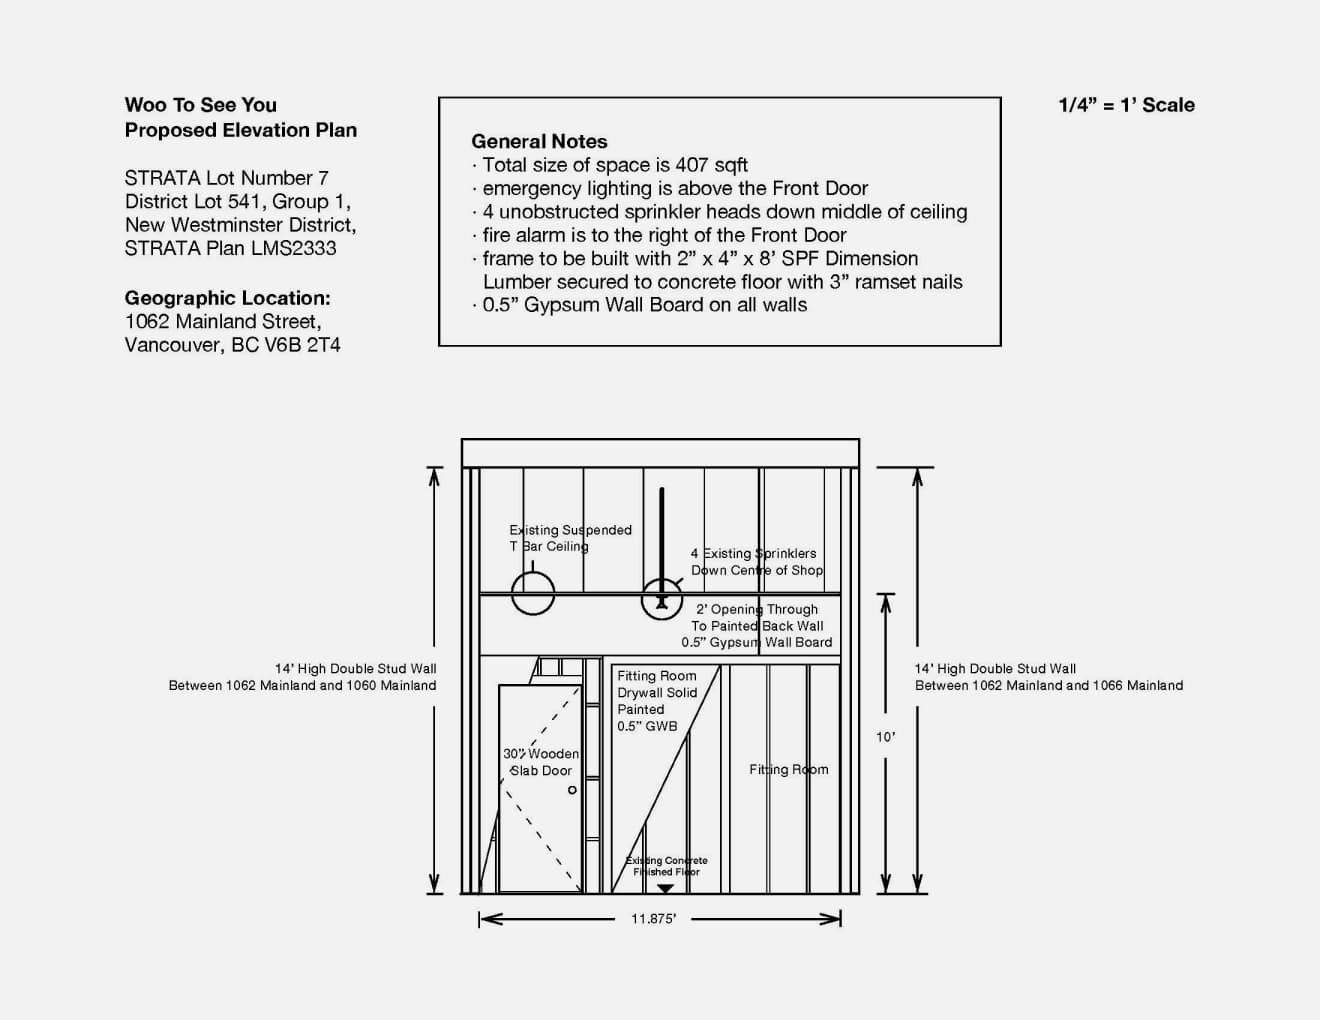 Woo To See You
Proposed Elevation Plan
STRATA Lot Number 7
District Lot 541, Group 1,
New Westminster District,
STRATA Plan LMS2333
Geographic Location:
1062 Mainland Street,
Vancouver, BC V6B 2T4
General Notes
· Total size of space is 407 sqft
· emergency lighting is above the Front Door
· 4 unobstructed sprinkler heads down middle of ceiling
· fire alarm is to the right of the Front Door
· frame to be built with 2” x 4” x 8’ SPF Dimension
Lumber secured to concrete floor with 3” ramset nails
· 0.5” Gypsum Wall Board on all walls
1/4” = 1’ Scale
Existing Suspended
T Bar Ceiling
4 Existing Sprinklers
Down Centre of Shop
2’ Opening Through
To Painted Back Wall
0.5” Gypsum Wall Board
14’ High Double Stud Wall
Between 1062 Mainland and 1060 Mainland
Fitting Room
Drywall Solid
Painted
0.5” GWB
14’ High Double Stud Wall
Between 1062 Mainland and 1066 Mainland
10’
30” Wooden
Slab Door
Fitting Room
Existing Concrete
Finished Floor
11.875’